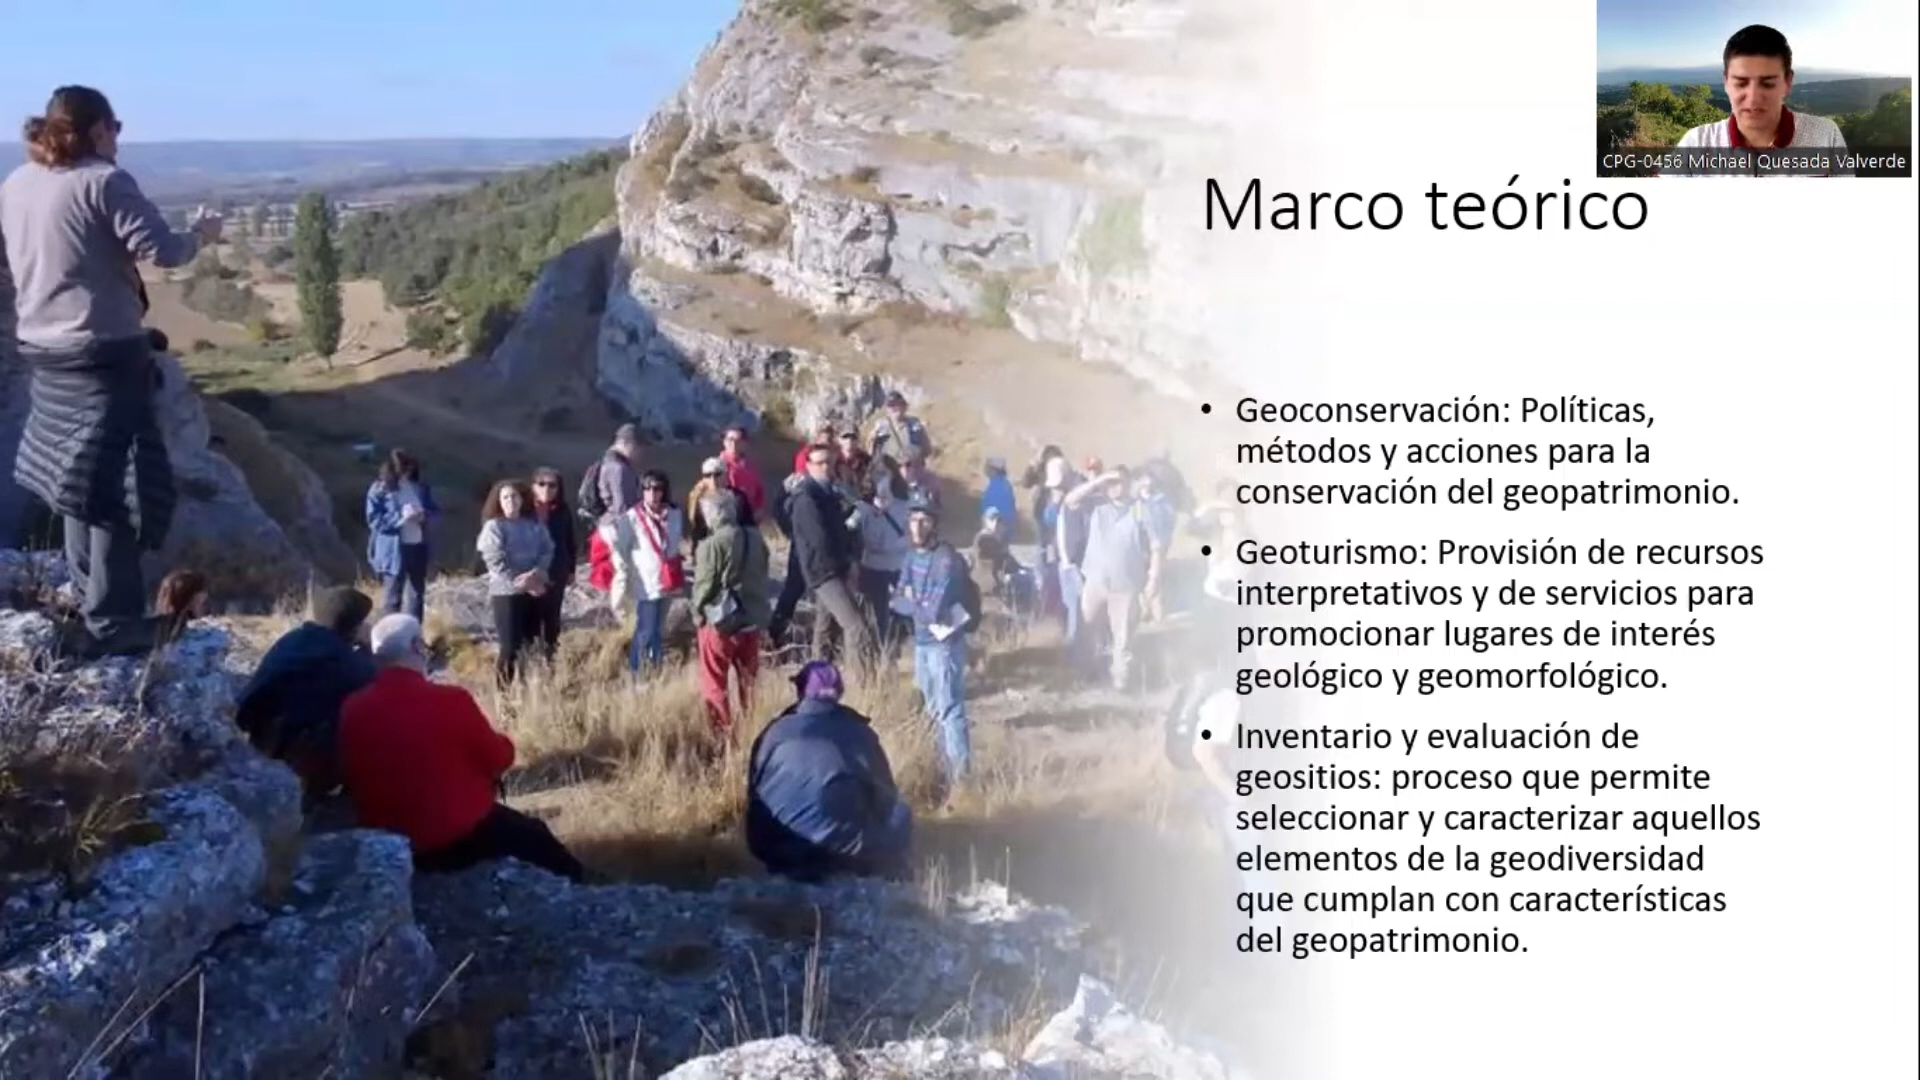 CPG-0456 Michael Quesada Valverde
Marco teórico
• Geoconservación: Políticas,
métodos y acciones para la
conservación del geopatrimonio.
• Geoturismo: Provisión de recursos
interpretativos y de servicios para
promocionar lugares de interés
geológico y geomorfológico.
• Inventario y evaluación de
geositios: proceso que permite
seleccionar y caracterizar aquellos
elementos de la geodiversidad
que cumplan con características
del geopatrimonio.